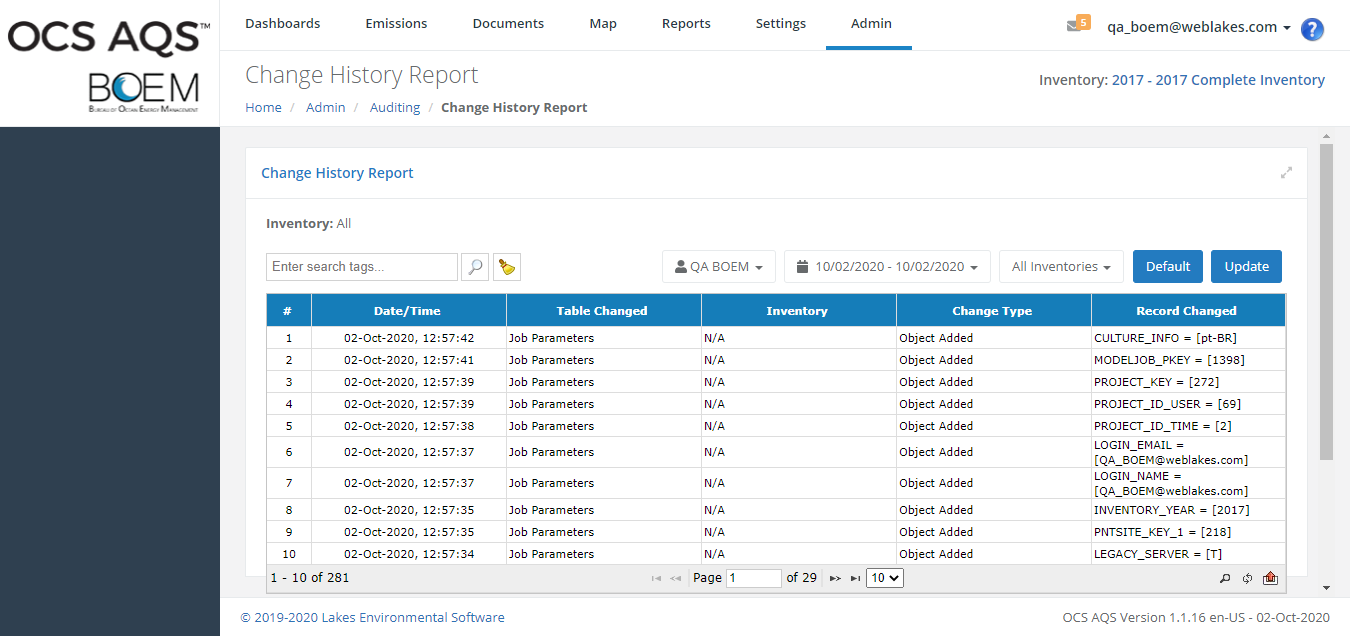 OCS AQS™
BOEM
Bureau of Ocean Energy Management
Dashboards Emissions Documents Map Reports Settings Admin
5 qa_boem@weblakes.com ?
Change History Report
Inventory: 2017 - 2017 Complete Inventory
Home / Admin / Auditing / Change History Report
Change History Report
Inventory: All
Enter search tags... QA BOEM 10/02/2020 - 10/02/2020 All Inventories Default Update
# Date/Time Table Changed Inventory Change Type Record Changed
1 02-Oct-2020, 12:57:42 Job Parameters N/A Object Added CULTURE_INFO = [pt-BR]
2 02-Oct-2020, 12:57:41 Job Parameters N/A Object Added MODELJOB_PKEY = [1398]
3 02-Oct-2020, 12:57:39 Job Parameters N/A Object Added PROJECT_KEY = [272]
4 02-Oct-2020, 12:57:39 Job Parameters N/A Object Added PROJECT_ID_USER = [69]
5 02-Oct-2020, 12:57:38 Job Parameters N/A Object Added PROJECT_ID_TIME = [2]
6 02-Oct-2020, 12:57:37 Job Parameters N/A Object Added LOGIN_EMAIL =
[QA_BOEM@weblakes.com]
7 02-Oct-2020, 12:57:37 Job Parameters N/A Object Added LOGIN_NAME =
[QA_BOEM@weblakes.com]
8 02-Oct-2020, 12:57:35 Job Parameters N/A Object Added INVENTORY_YEAR = [2017]
9 02-Oct-2020, 12:57:35 Job Parameters N/A Object Added PNTSITE_KEY_1 = [218]
10 02-Oct-2020, 12:57:34 Job Parameters N/A Object Added LEGACY_SERVER = [T]
1 - 10 of 281 Page 1 of 29 10
© 2019-2020 Lakes Environmental Software
OCS AQS Version 1.1.16 en-US - 02-Oct-2020